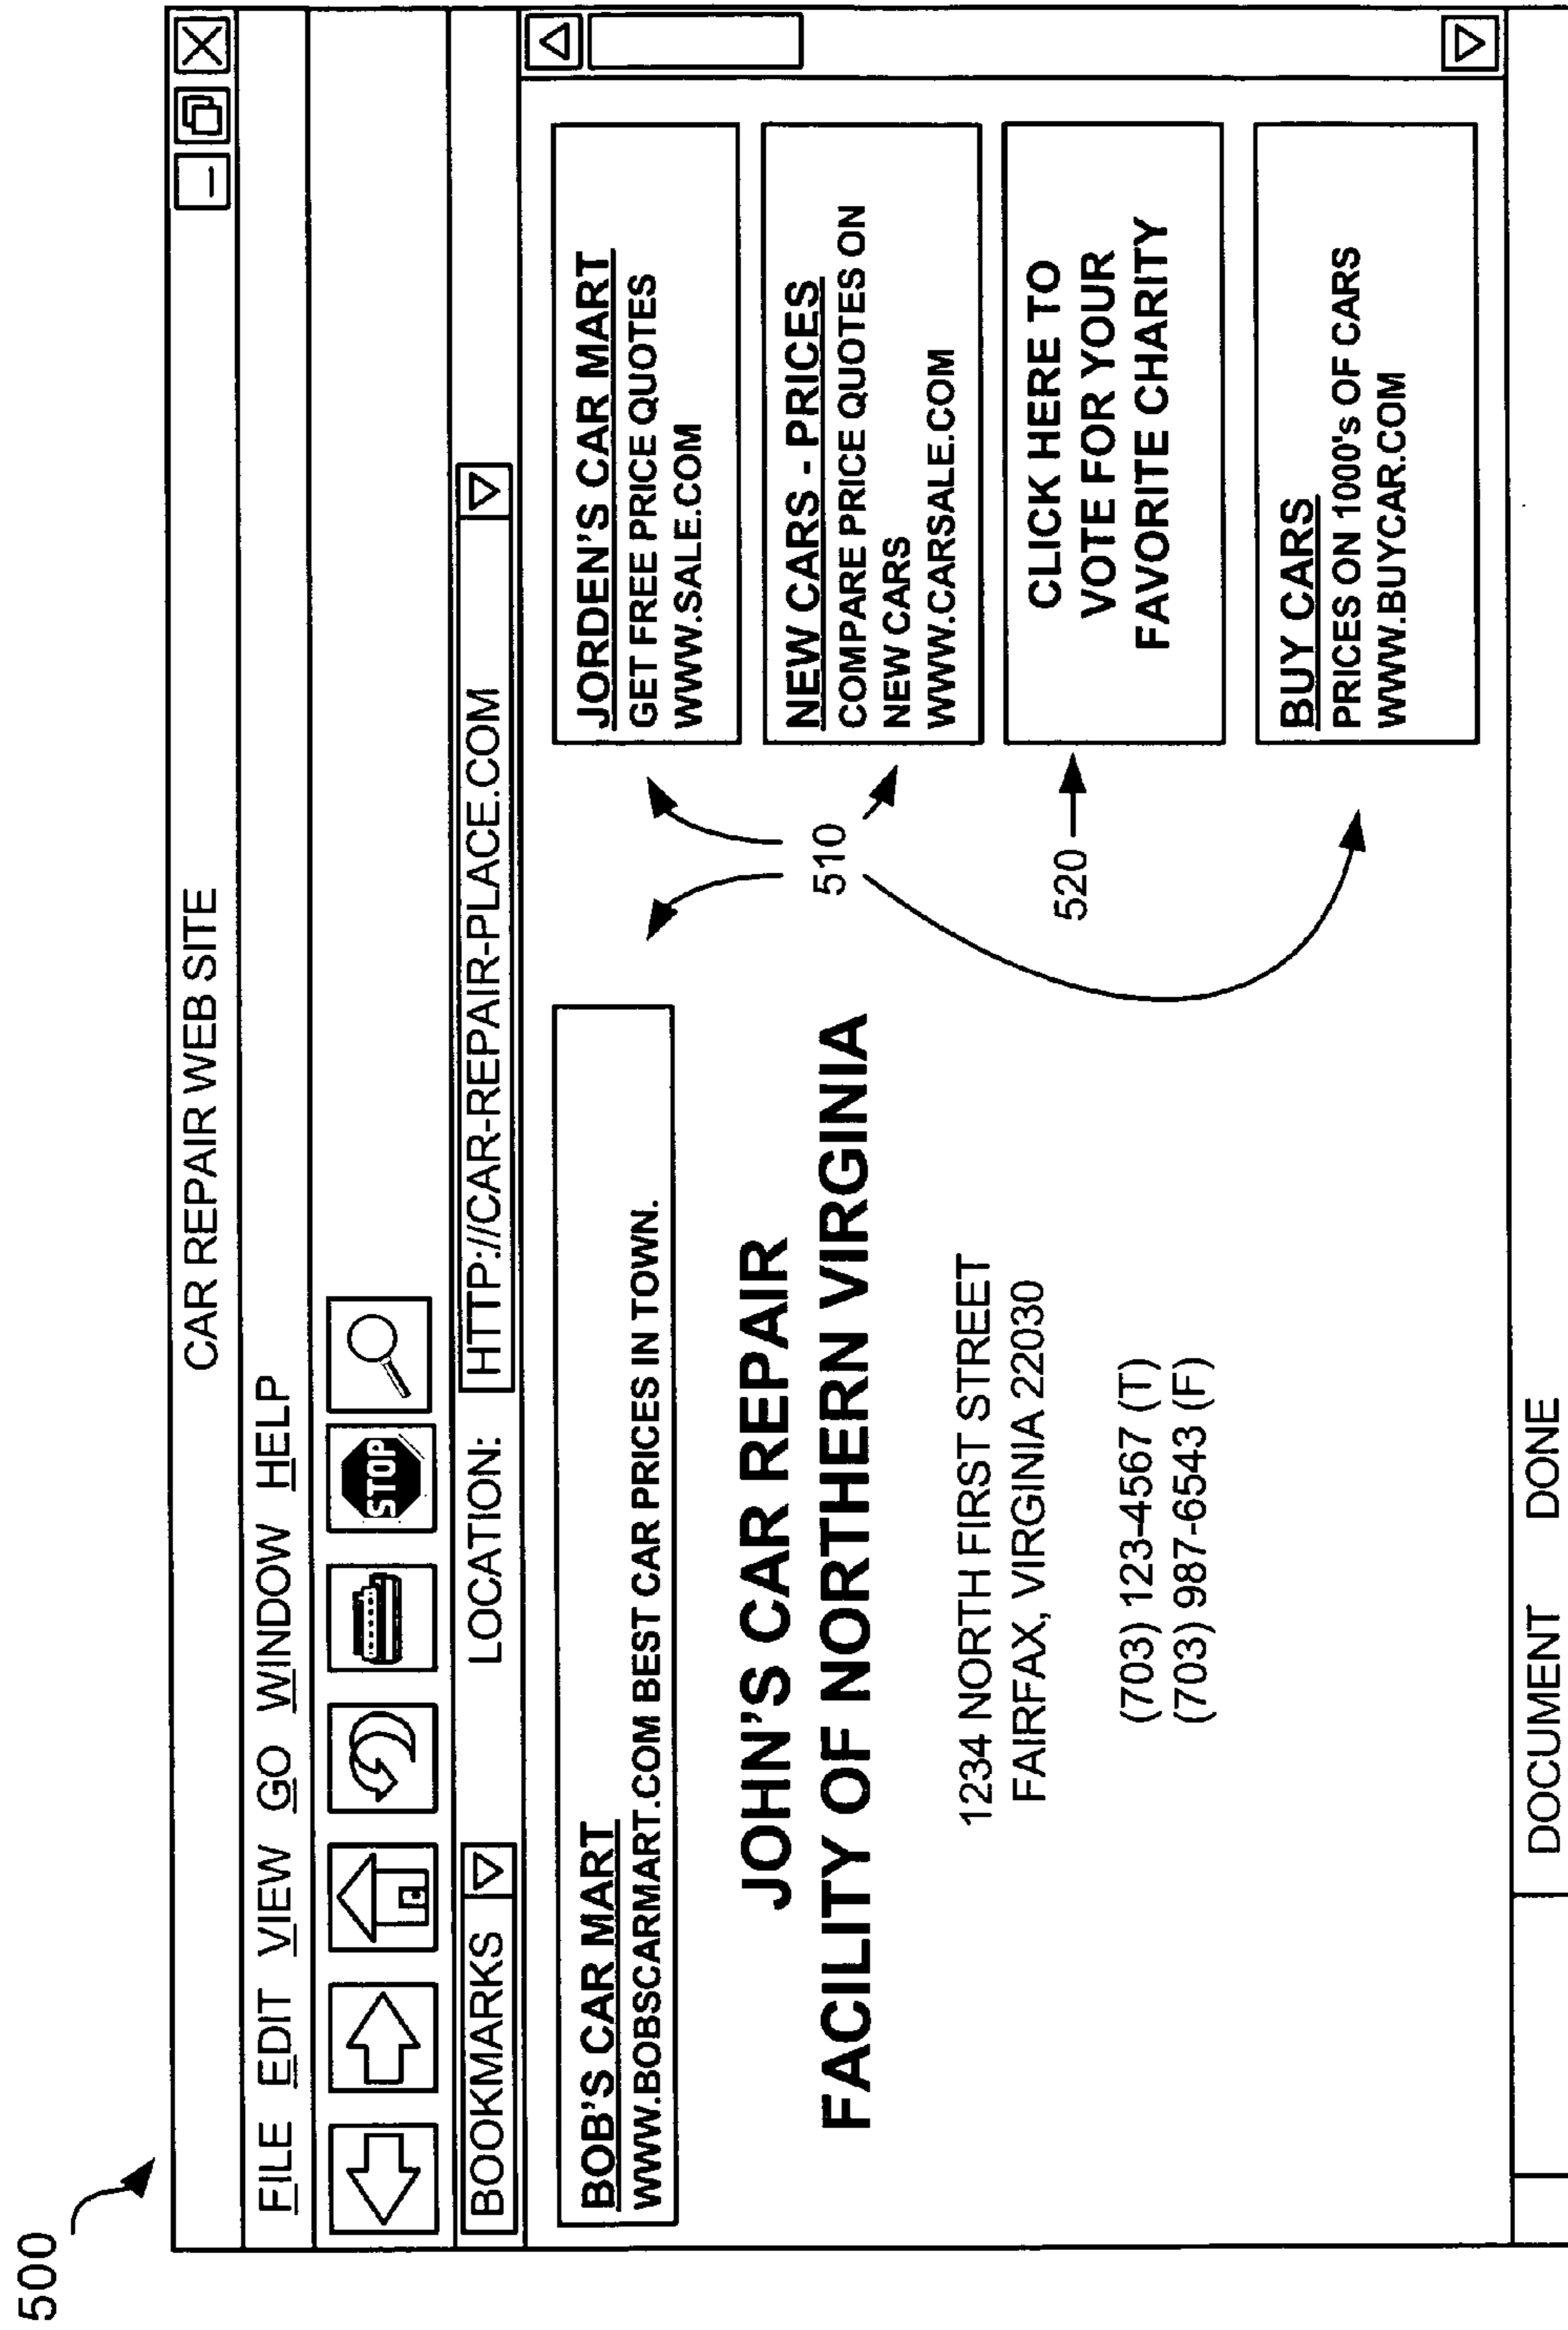 500
CAR REPAIR WEB SITE
FILE EDIT VIEW GO WINDOW HELP
STOP
BOOKMARKS LOCATION: HTTP://CAR-REPAIR-PLACE.COM
BOB'S CAR MART
WWW.BOBSCARMART.COM BEST CAR PRICES IN TOWN.
JOHN'S CAR REPAIR
FACILITY OF NORTHERN VIRGINIA
1234 NORTH FIRST STREET
FAIRFAX, VIRGINIA 22030
(703) 123-4567 (T)
(703) 987-6543 (F)
510
520
JORDEN'S CAR MART
GET FREE PRICE QUOTES
WWW.SALE.COM
NEW CARS - PRICES
COMPARE PRICE QUOTES ON
NEW CARS
WWW.CARSALE.COM
CLICK HERE TO
VOTE FOR YOUR
FAVORITE CHARITY
BUY CARS
PRICES ON 1000's OF CARS
WWW.BUYCAR.COM
DOCUMENT DONE